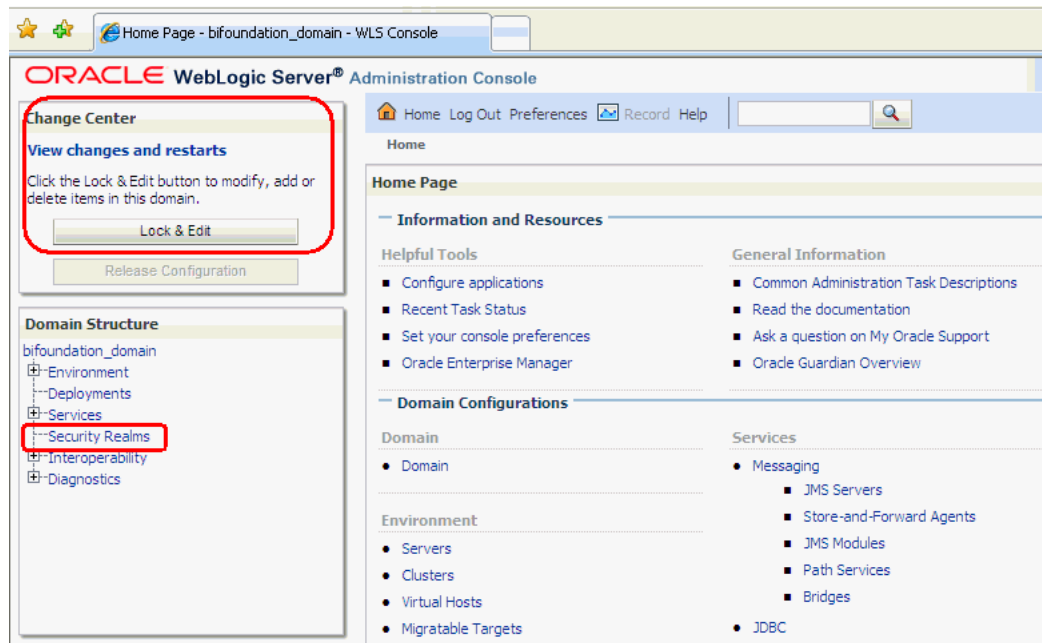 Home Page - bifoundation_domain - WLS Console
ORACLE WebLogic Server® Administration Console
Change Center
View changes and restarts
Click the Lock & Edit button to modify, add or
delete items in this domain.
Lock & Edit
Release Configuration
Domain Structure
bifoundation_domain
Environment
Deployments
Services
Security Realms
Interoperability
Diagnostics
Home Log Out Preferences Record Help
Home
Home Page
Information and Resources
Helpful Tools
Configure applications
Recent Task Status
Set your console preferences
Oracle Enterprise Manager
General Information
Common Administration Task Descriptions
Read the documentation
Ask a question on My Oracle Support
Oracle Guardian Overview
Domain Configurations
Domain
Domain
Environment
Servers
Clusters
Virtual Hosts
Migratable Targets
Services
Messaging
JMS Servers
Store-and-Forward Agents
JMS Modules
Path Services
Bridges
JDBC